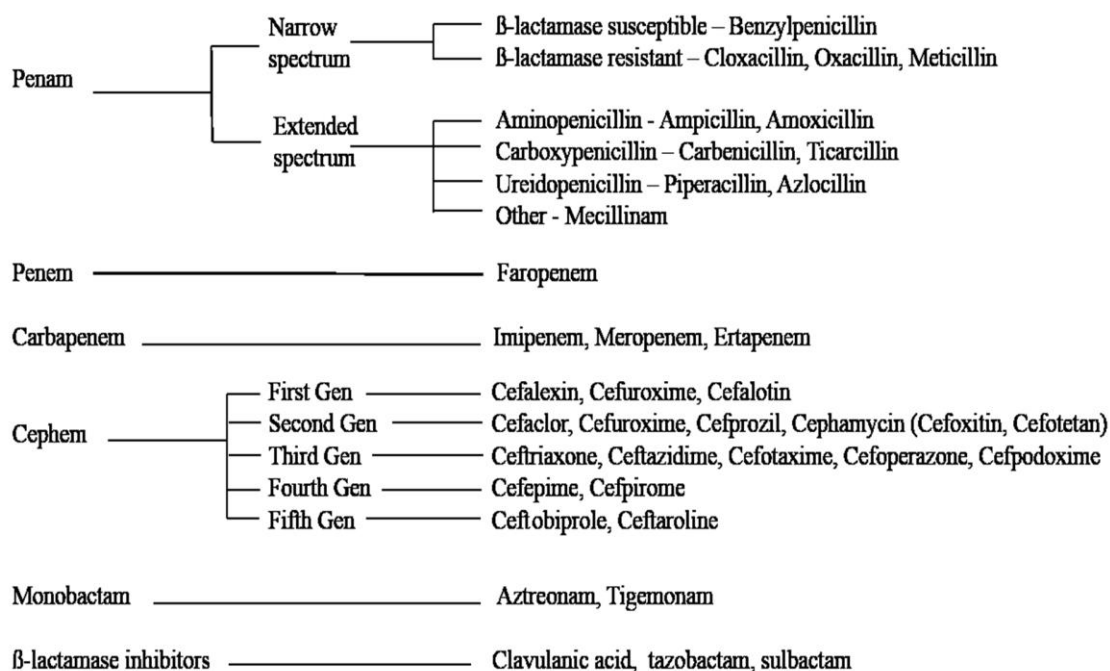 Penam
Narrow spectrum
ß-lactamase susceptible – Benzylpenicillin
ß-lactamase resistant – Cloxacillin, Oxacillin, Meticillin
Extended spectrum
Aminopenicillin - Ampicillin, Amoxicillin
Carboxypenicillin – Carbenicillin, Ticarcillin
Ureidopenicillin – Piperacillin, Azlocillin
Other - Mecillinam
Penem
Faropenem
Carbapenem
Imipenem, Meropenem, Ertapenem
Cephem
First Gen
Cefalexin, Cefuroxime, Cefalotin
Second Gen
Cefaclor, Cefuroxime, Cefprozil, Cephamycin (Cefoxitin, Cefotetan)
Third Gen
Ceftriaxone, Ceftazidime, Cefotaxime, Cefoperazone, Cefpodoxime
Fourth Gen
Cefepime, Cefpirome
Fifth Gen
Ceftobiprole, Ceftaroline
Monobactam
Aztreonam, Tigemonam
ß-lactamase inhibitors
Clavulanic acid, tazobactam, sulbactam